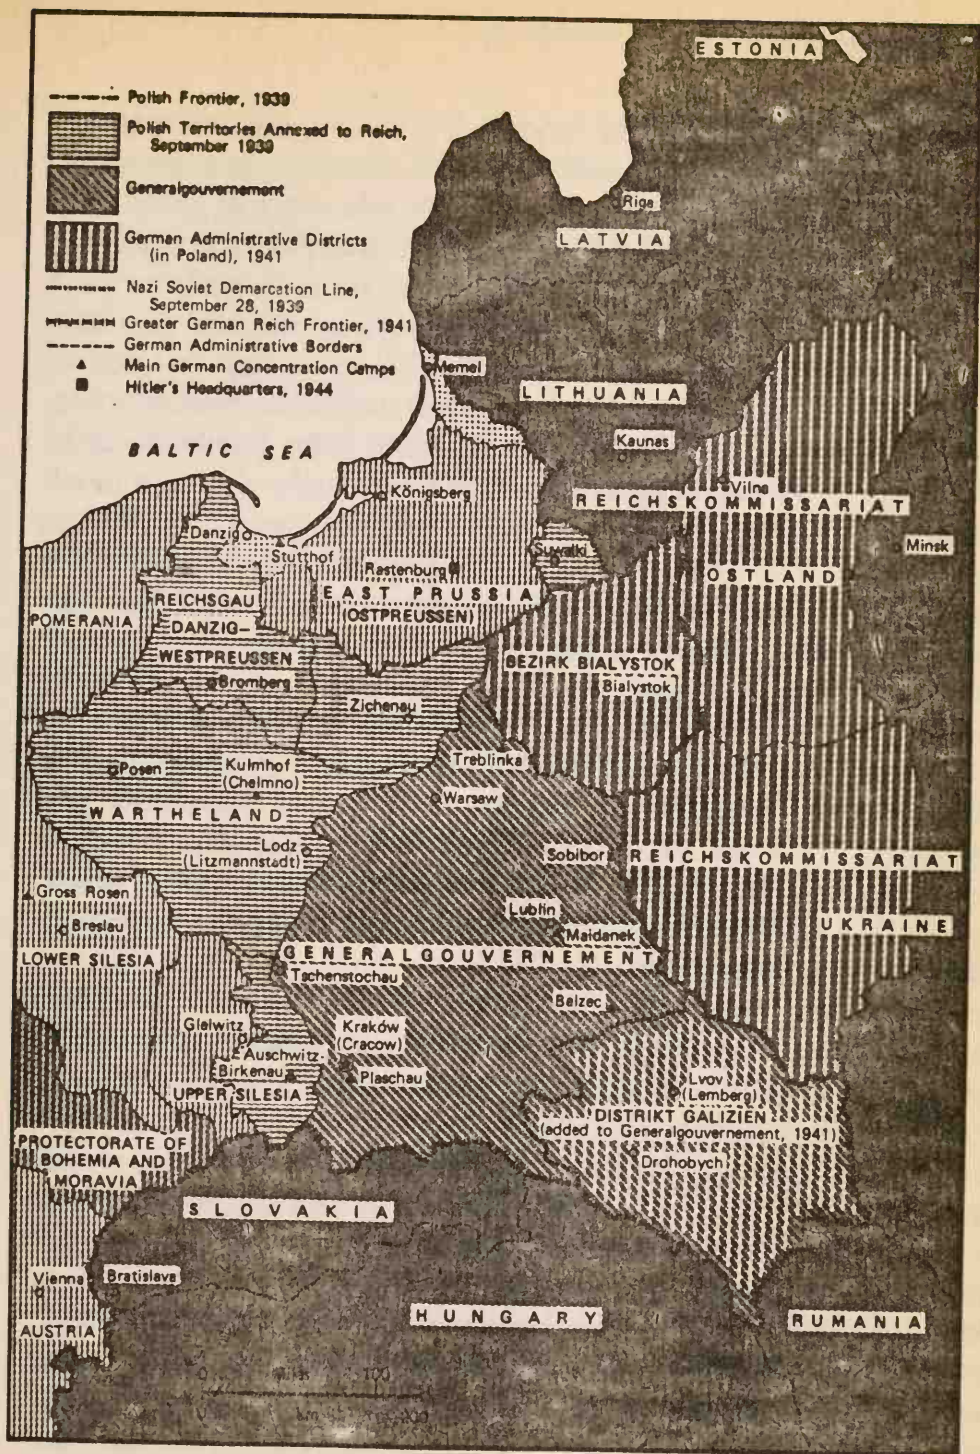 ESTONIA
Polish Frontier, 1939
Polish Territories Annexed to Reich,
September 1939
Generalgouvernement
German Administrative Districts
(in Poland), 1941
Nazi Soviet Demarcation Line,
September 28, 1939
Greater German Reich Frontier, 1941
German Administrative Borders
Main German Concentration Camps
Hitler's Headquarters, 1944
Riga
LATVIA
Memel
LITHUANIA
Kaunas
BALTIC SEA
Königsberg
Vilna
REICHSKOMMISSARIAT
OSTLAND
Minsk
Danzig
Stutthof
Suwalki
Rastenburg
EAST PRUSSIA
(OSTPREUSSEN)
POMERANIA
REICHSGAU
DANZIG-
WESTPREUSSEN
Bromberg
BEZIRK BIALYSTOK
Bialystok
Zichenau
Treblinka
Posen
Kulmhof
(Chelmno)
Warsaw
WARTHELAND
Lodz
(Litzmannstadt)
Sobibor
REICHSKOMMISSARIAT
UKRAINE
Gross Rosen
Breslau
LOWER SILESIA
Lublin
Maidanek
GENERALGOUVERNEMENT
Tschenstochau
Belzec
Gleiwitz
Kraków
(Cracow)
Auschwitz-
Birkenau
Plaschau
UPPER SILESIA
Lvov
(Lemberg)
DISTRIKT GALIZIEN
(added to Generalgouvernement, 1941)
Drohobych
PROTECTORATE OF
BOHEMIA AND
MORAVIA
SLOVAKIA
Vienna
Bratislava
AUSTRIA
HUNGARY
RUMANIA
0 Miles 100
0